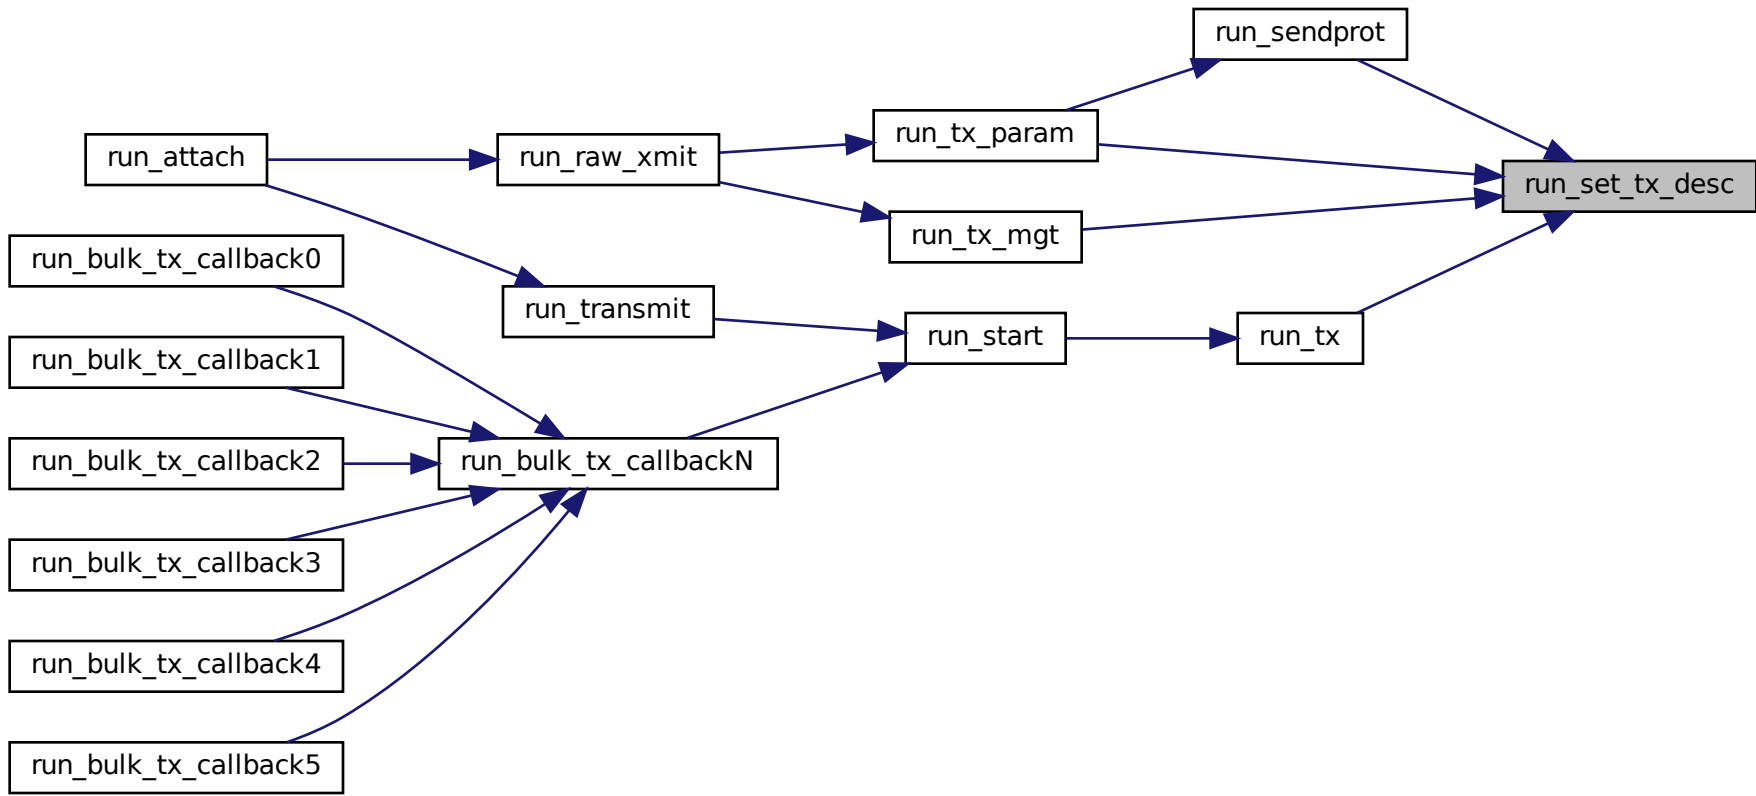 run_sendprot
run_tx_param
run_attach
run_raw_xmit
run_set_tx_desc
run_tx_mgt
run_bulk_tx_callback0
run_transmit
run_start
run_tx
run_bulk_tx_callback1
run_bulk_tx_callback2
run_bulk_tx_callbackN
run_bulk_tx_callback3
run_bulk_tx_callback4
run_bulk_tx_callback5